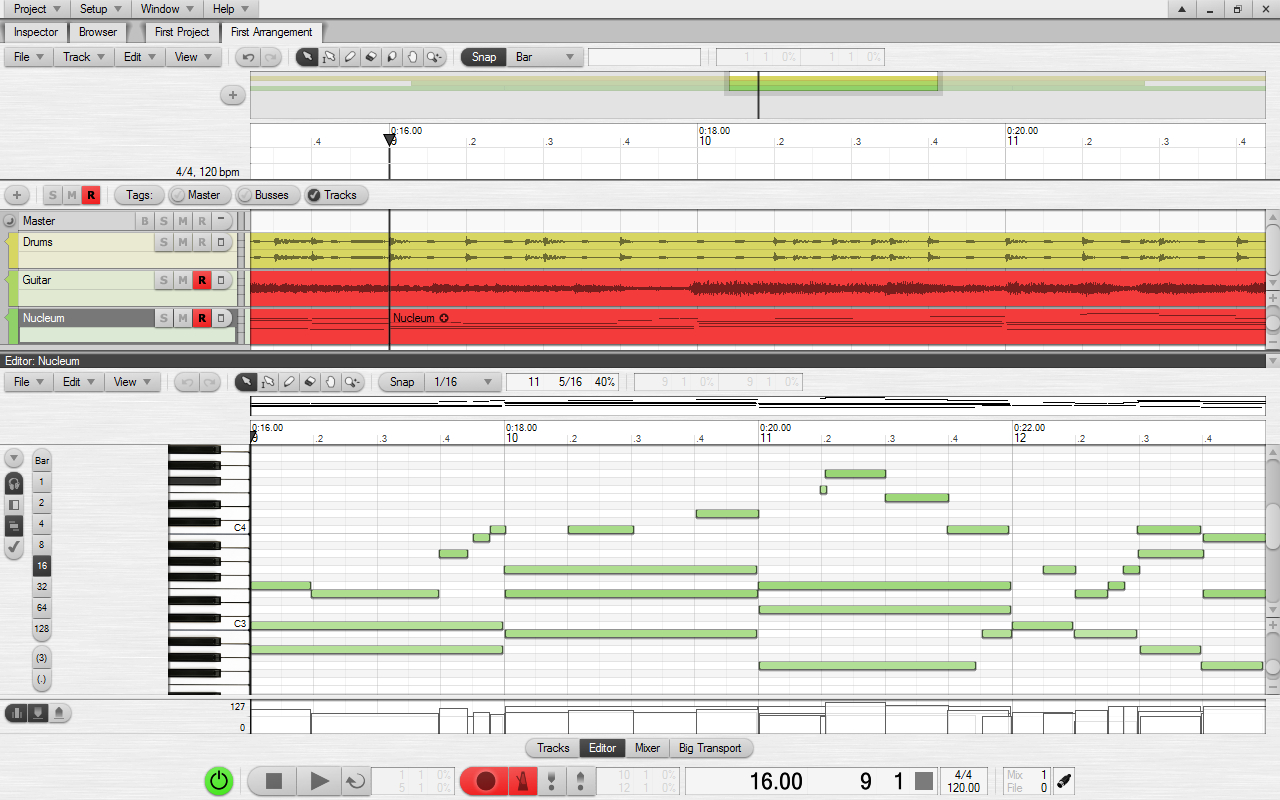 Project Setup Window Help
Inspector Browser First Project First Arrangement
File Track Edit View Snap Bar 1 1 0% 1 1 0%
0:16.00 0:18.00 0:20.00
.4 9 .2 .3 .4 10 .2 .3 .4 11 .2 .3 .4
4/4, 120 bpm
S M R Tags: Master Busses Tracks
Master B S M R
Drums S M R
Guitar S M R
Nucleum S M R Nucleum
Editor: Nucleum
File Edit View Snap 1/16 11 5/16 40% 9 1 0% 9 1 0%
0:16.00 0:18.00 0:20.00 0:22.00
9 .2 .3 .4 10 .2 .3 .4 11 .2 .3 .4 12 .2 .3 .4
Bar
1
2
4
C4
8
16
32
64
C3
128
(3)
(.)
127
0
Tracks Editor Mixer Big Transport
1 1 0% 10 1 0% 4/4 Mix 1
5 1 0% 12 1 0% 16.00 9 1 120.00 File 0